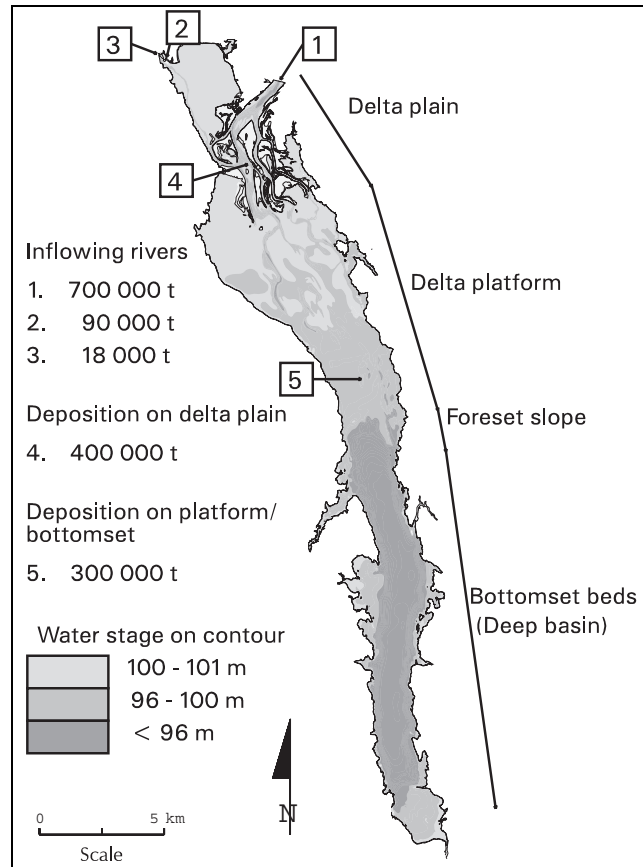 3
2
1
Delta plain
4
Inflowing rivers
1. 700 000 t
2. 90 000 t
3. 18 000 t
Delta platform
5
Deposition on delta plain
4. 400 000 t
Foreset slope
Deposition on platform/
bottomset
5. 300 000 t
Bottomset beds
(Deep basin)
Water stage on contour
100 - 101 m
96 - 100 m
< 96 m
N
0 5 km
Scale